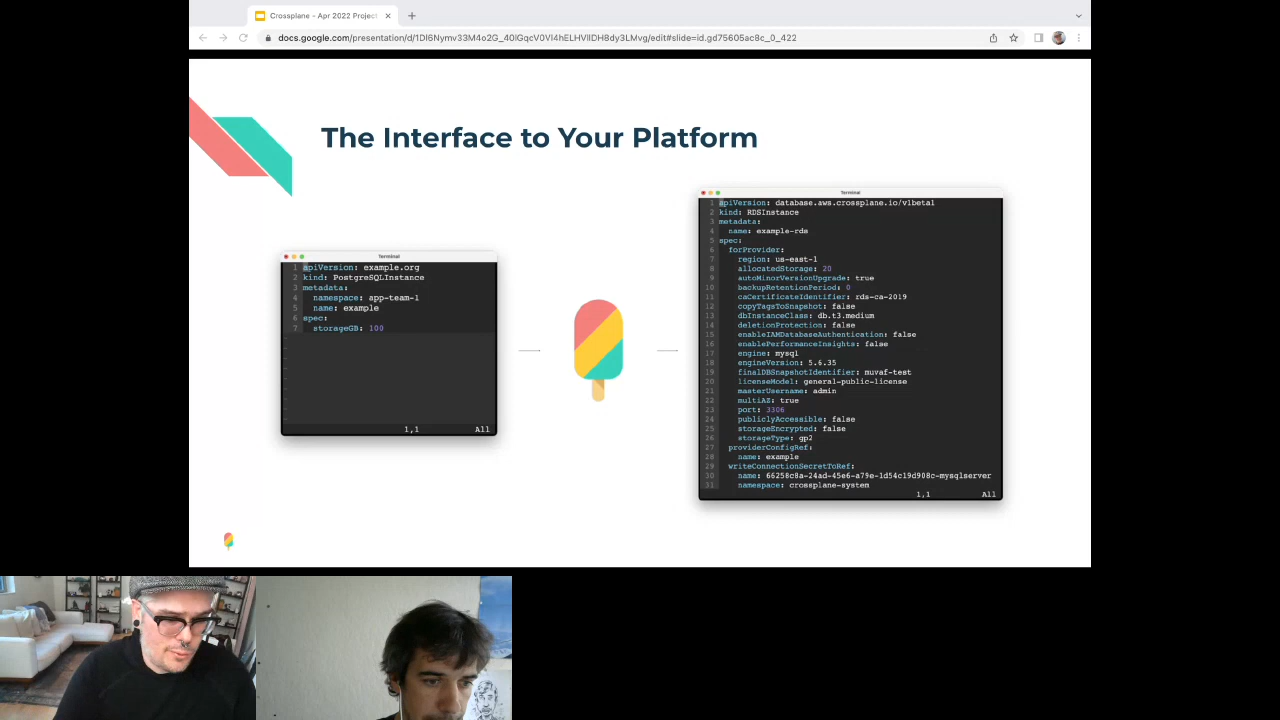 Crossplane - Apr 2022 Project
docs.google.com/presentation/d/1DI6Nymv33M4o2G_40IGqcV0VI4hELHVllDH8dy3LMvg/edit#slide=id.gd75605ac8c_0_422
The Interface to Your Platform
Terminal
1 apiVersion: example.org
2 kind: PostgreSQLInstance
3 metadata:
4 namespace: app-team-1
5 name: example
6 spec:
7 storageGB: 100
1,1 All
Terminal
1 apiVersion: database.aws.crossplane.io/v1beta1
2 kind: RDSInstance
3 metadata:
4 name: example-rds
5 spec:
6 forProvider:
7 region: us-east-1
8 allocatedStorage: 20
9 autoMinorVersionUpgrade: true
10 backupRetentionPeriod: 0
11 caCertificateIdentifier: rds-ca-2019
12 copyTagsToSnapshot: false
13 dbInstanceClass: db.t3.medium
14 deletionProtection: false
15 enableIAMDatabaseAuthentication: false
16 enablePerformanceInsights: false
17 engine: mysql
18 engineVersion: 5.6.35
19 finalDBSnapshotIdentifier: muvaf-test
20 licenseModel: general-public-license
21 masterUsername: admin
22 multiAZ: true
23 port: 3306
24 publiclyAccessible: false
25 storageEncrypted: false
26 storageType: gp2
27 providerConfigRef:
28 name: example
29 writeConnectionSecretToRef:
30 name: 66258c8a-24ad-45e6-a79e-1d54c19d908c-mysqlserver
31 namespace: crossplane-system
1,1 All